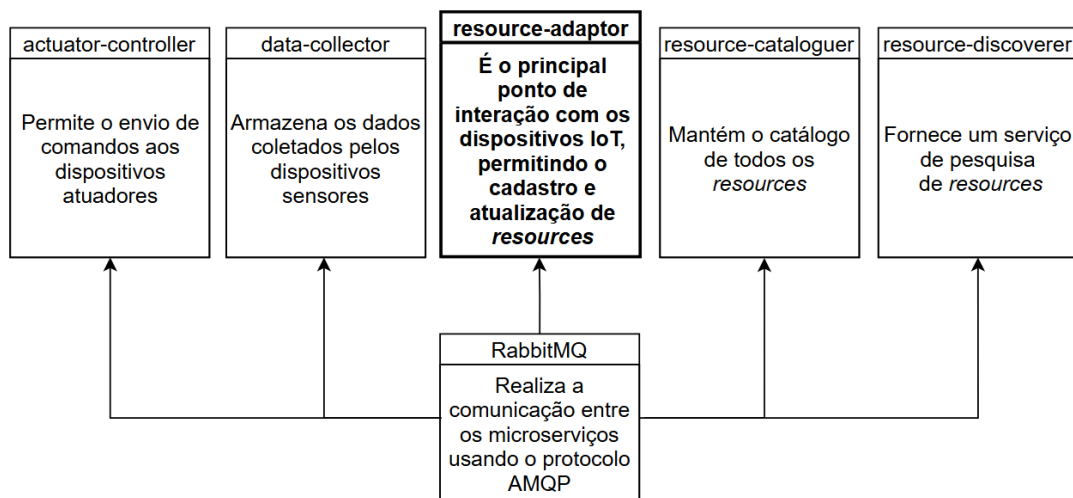 actuator-controller
Permite o envio de
comandos aos
dispositivos
atuadores
data-collector
Armazena os dados
coletados pelos
dispositivos
sensores
resource-adaptor
É o principal
ponto de
interação com os
dispositivos IoT,
permitindo o
cadastro e
atualização de
resources
resource-cataloguer
Mantém o catálogo
de todos os
resources
resource-discoverer
Fornece um serviço
de pesquisa
de resources
RabbitMQ
Realiza a
comunicação entre
os microserviços
usando o protocolo
AMQP